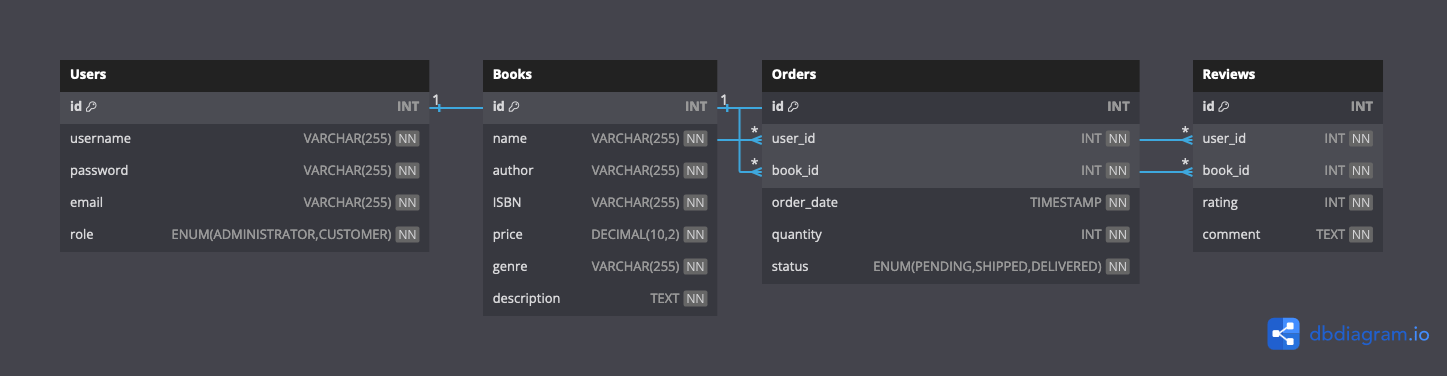 Users
id INT
username VARCHAR(255) NN
password VARCHAR(255) NN
email VARCHAR(255) NN
role ENUM(ADMINISTRATOR,CUSTOMER) NN
1
Books
id INT
name VARCHAR(255) NN
author VARCHAR(255) NN
ISBN VARCHAR(255) NN
price DECIMAL(10,2) NN
genre VARCHAR(255) NN
description TEXT NN
1
*
*
Orders
id INT
user_id INT NN
book_id INT NN
order_date TIMESTAMP NN
quantity INT NN
status ENUM(PENDING,SHIPPED,DELIVERED) NN
*
*
Reviews
id INT
user_id INT NN
book_id INT NN
rating INT NN
comment TEXT NN
dbdiagram.io